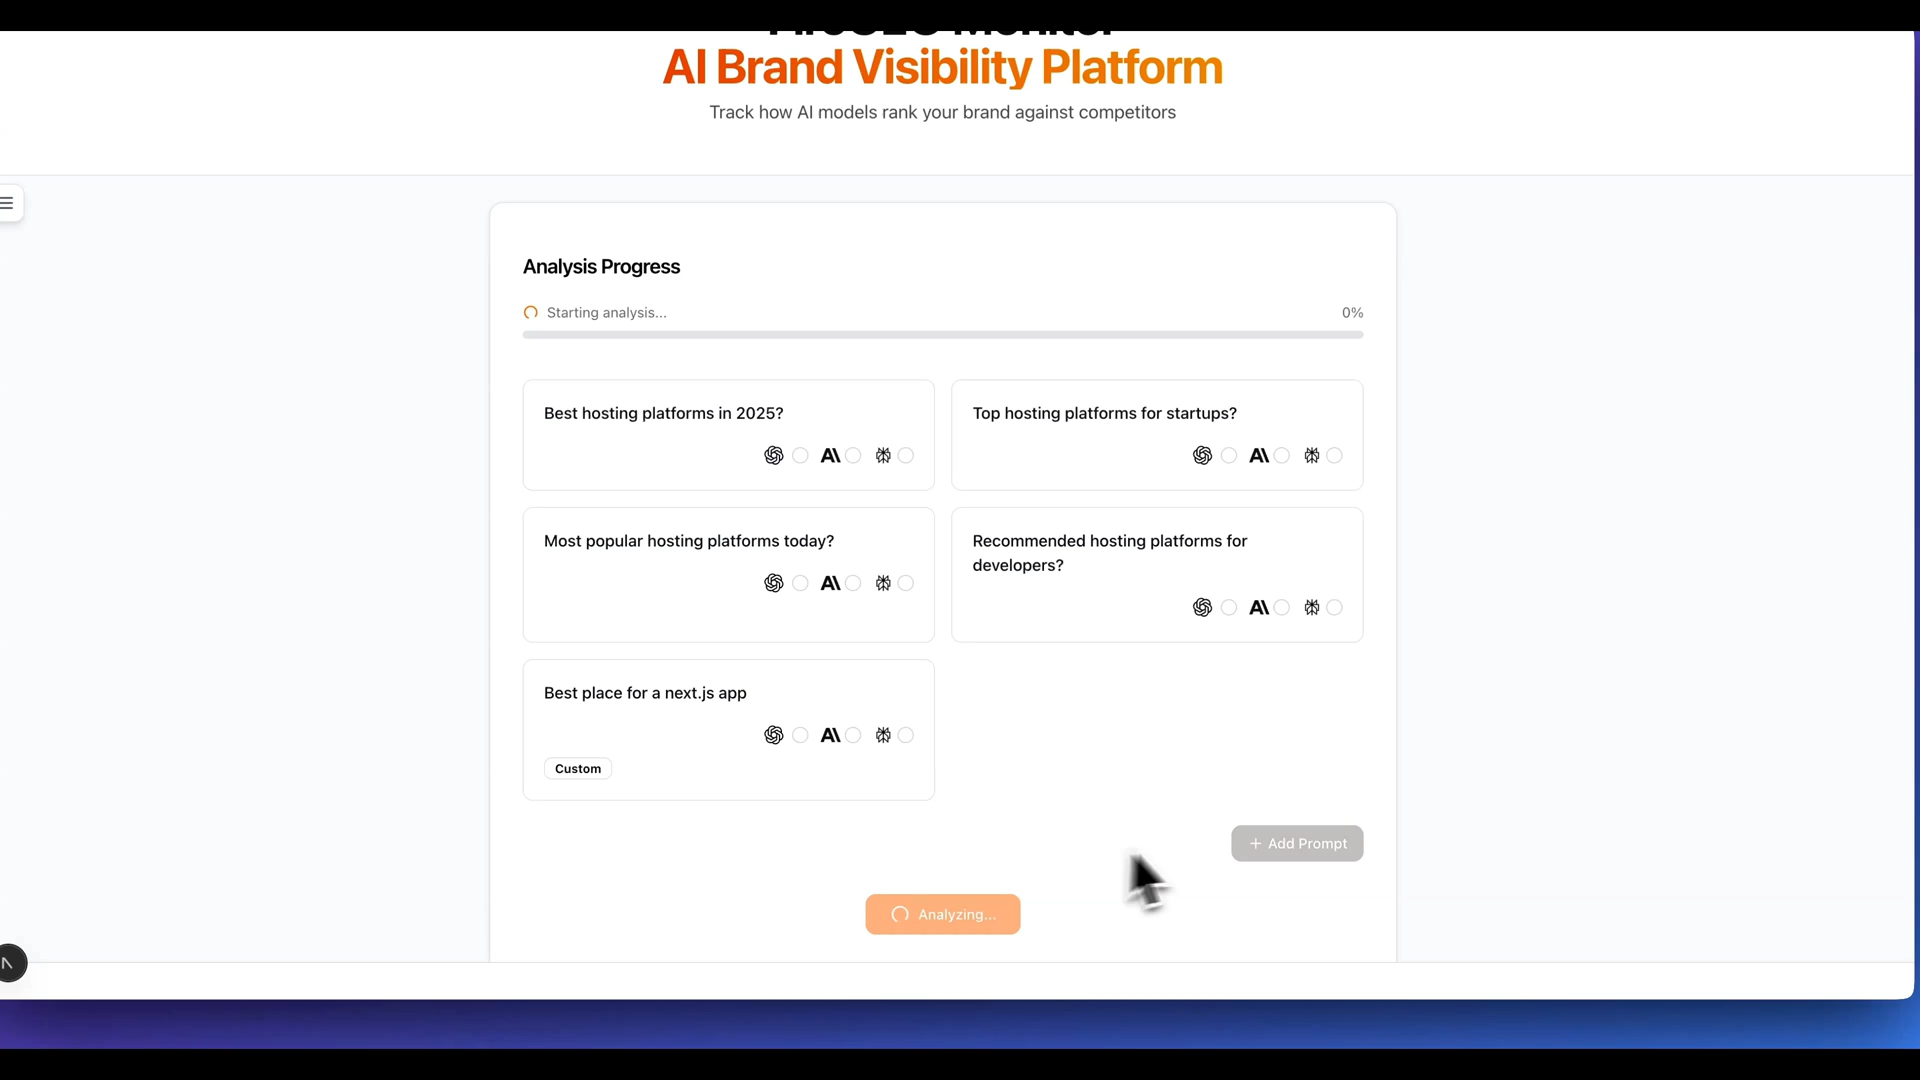 AI Brand Visibility Platform
Track how AI models rank your brand against competitors
Analysis Progress
Starting analysis...
0%
Best hosting platforms in 2025?
Top hosting platforms for startups?
Most popular hosting platforms today?
Recommended hosting platforms for
developers?
Best place for a next.js app
Custom
+ Add Prompt
Analyzing...